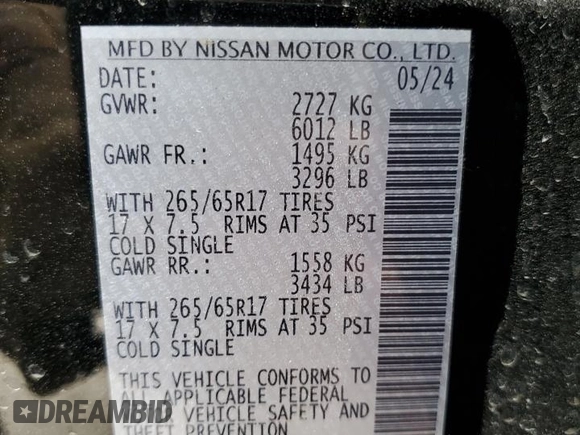 MFD BY NISSAN MOTOR CO., LTD.
DATE: 05/24
GVWR: 2727 KG
6012 LB
GAWR FR.: 1495 KG
3296 LB
WITH 265/65R17 TIRES
17 X 7.5 RIMS AT 35 PSI
COLD SINGLE
GAWR RR.: 1558 KG
3434 LB
WITH 265/65R17 TIRES
17 X 7.5 RIMS AT 35 PSI
COLD SINGLE
THIS VEHICLE CONFORMS TO
APPLICABLE FEDERAL
VEHICLE SAFETY AND
THEFT PREVENTION
DREAMBID